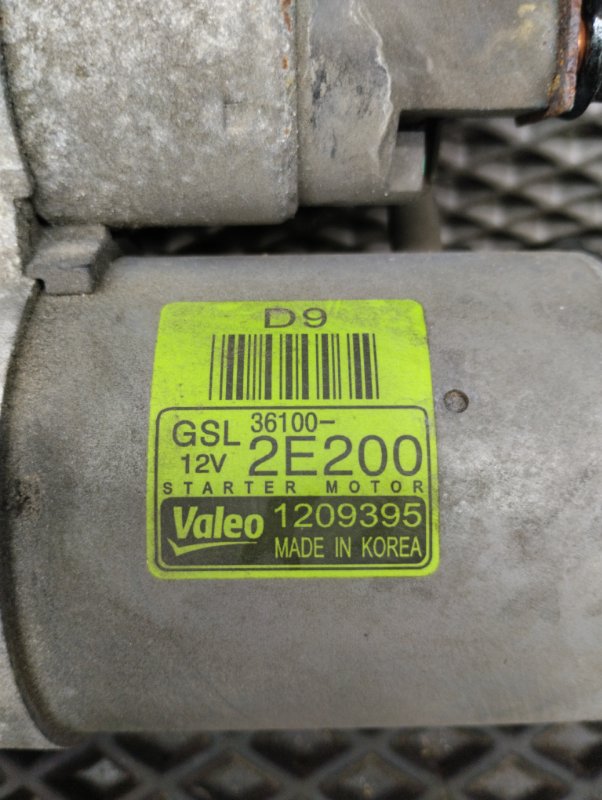 D9
GSL 36100-
12V 2E200
STARTER MOTOR
Valeo 1209395
MADE IN KOREA